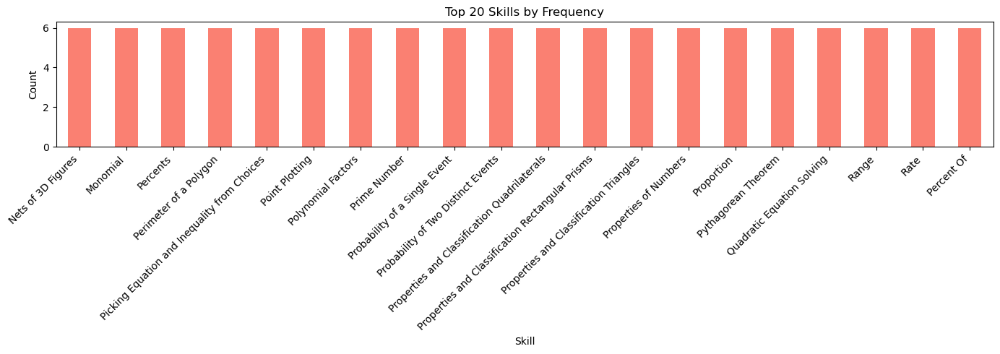 Top 20 Skills by Frequency
Count
6
4
2
0
Nets of 3D Figures
Monomial
Percents
Perimeter of a Polygon
Picking Equation and Inequality from Choices
Point Plotting
Polynomial Factors
Prime Number
Probability of a Single Event
Probability of Two Distinct Events
Properties and Classification Quadrilaterals
Properties and Classification Rectangular Prisms
Properties and Classification Triangles
Properties of Numbers
Proportion
Pythagorean Theorem
Quadratic Equation Solving
Range
Rate
Percent Of
Skill